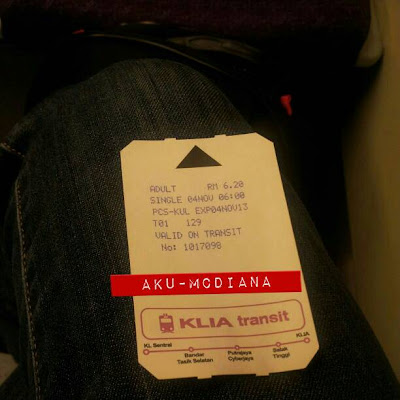 ADULT RM 6.20
SINGLE 04NOV 06:00
PCS-KUL EXP04NOV13
T01 129
VALID ON TRANSIT
No: 1017098
AKU-MODIANA
KLIA transit
KL Sentral
Bandar
Tasik Selatan
Putrajaya
Cyberjaya
Salak
Tinggi
KLIA